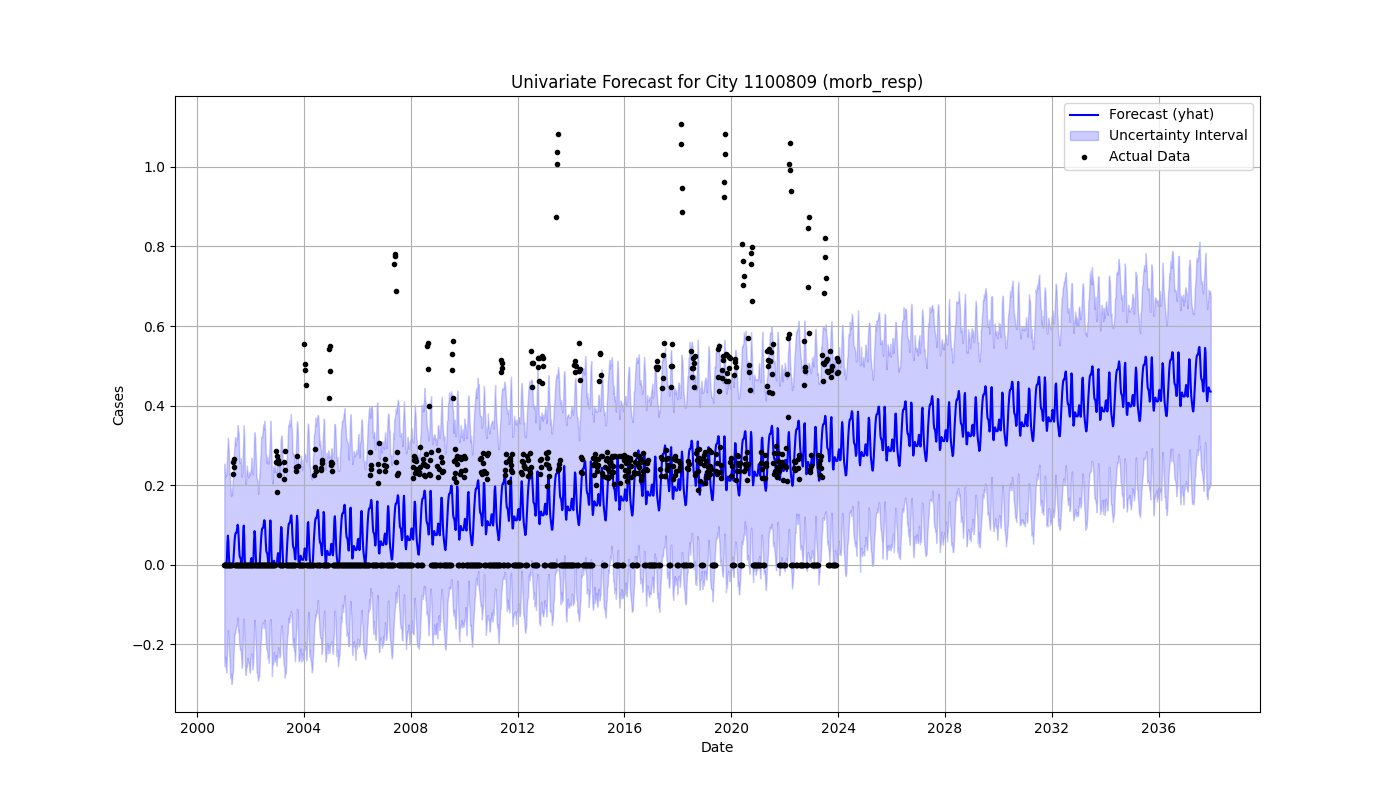 Univariate Forecast for City 1100809 (morb_resp)
Forecast (yhat)
Uncertainty Interval
Actual Data
1.0
0.8
0.6
0.4
0.2
0.0
−0.2
Cases
2000 2004 2008 2012 2016 2020 2024 2028 2032 2036
Date